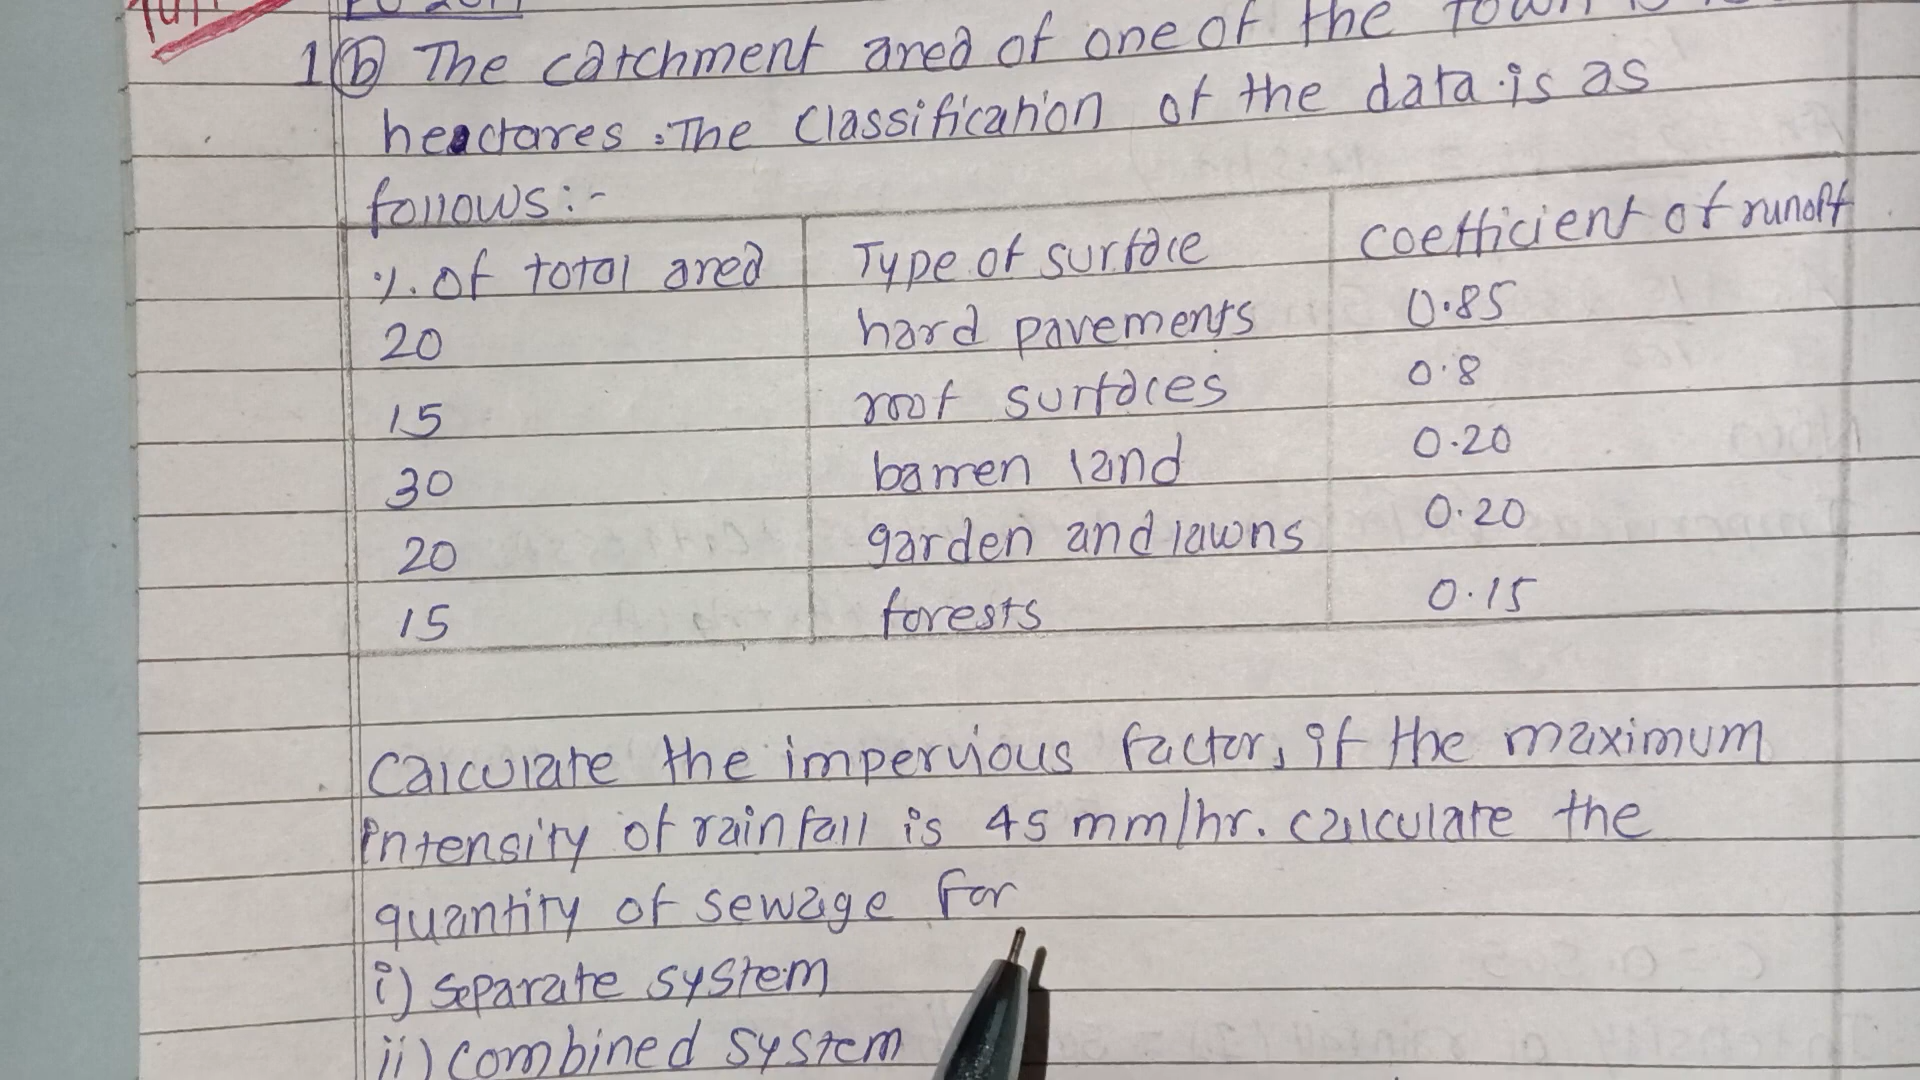 1 (b) The catchment area of one of the Town is
hectares. The classification of the data is as
follows:-
%. of total area Type of surface coefficient of runoff
20 hard pavements 0.85
15 roof surfaces 0.8
30 barren land 0.20
20 garden and lawns 0.20
15 forests 0.15
Calculate the impervious factor, if the maximum
intensity of rainfall is 45 mm/hr. calculate the
quantity of sewage for
i) separate system
ii) combined system